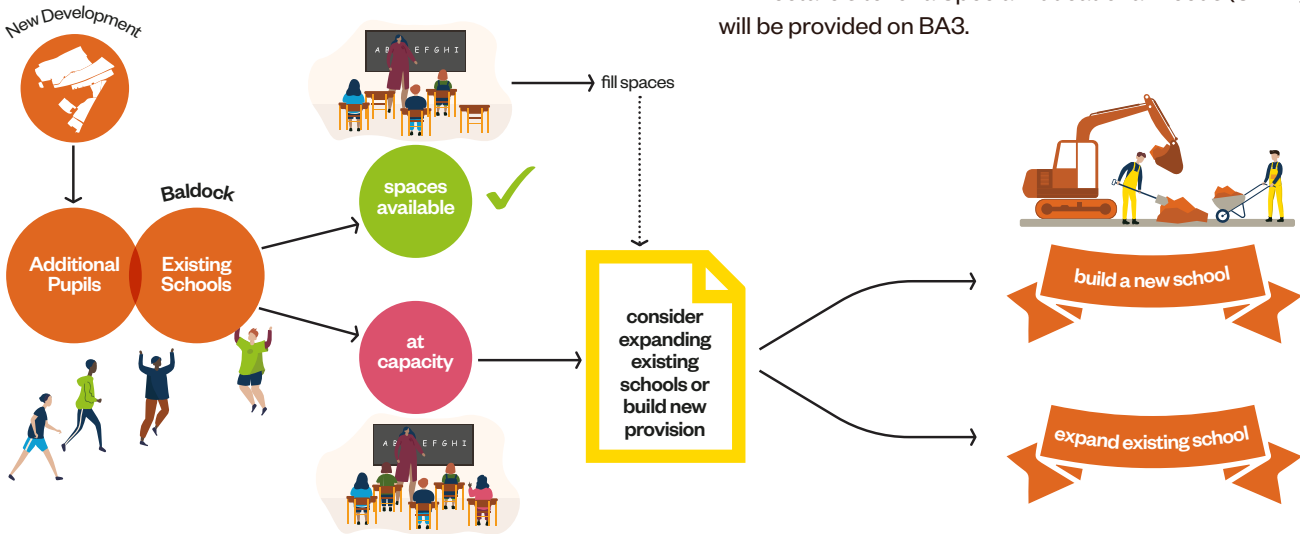 will be provided on BA3.
New Development
A B E F G H I
fill spaces
Baldock
spaces
available
Additional
Pupils
Existing
Schools
build a new school
consider
expanding
existing
schools or
build new
provision
at
capacity
A B E F G H I
expand existing school